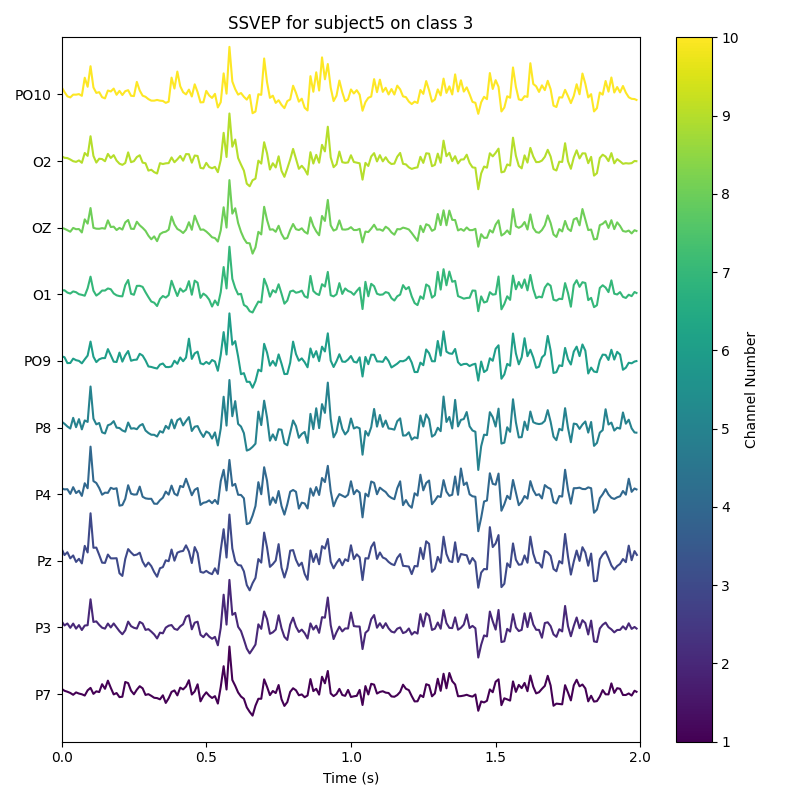 SSVEP for subject5 on class 3
PO10
O2
OZ
O1
PO9
P8
P4
Pz
P3
P7
0.0 0.5 1.0 1.5 2.0
Time (s)
10
9
8
7
6
5
4
3
2
1
Channel Number